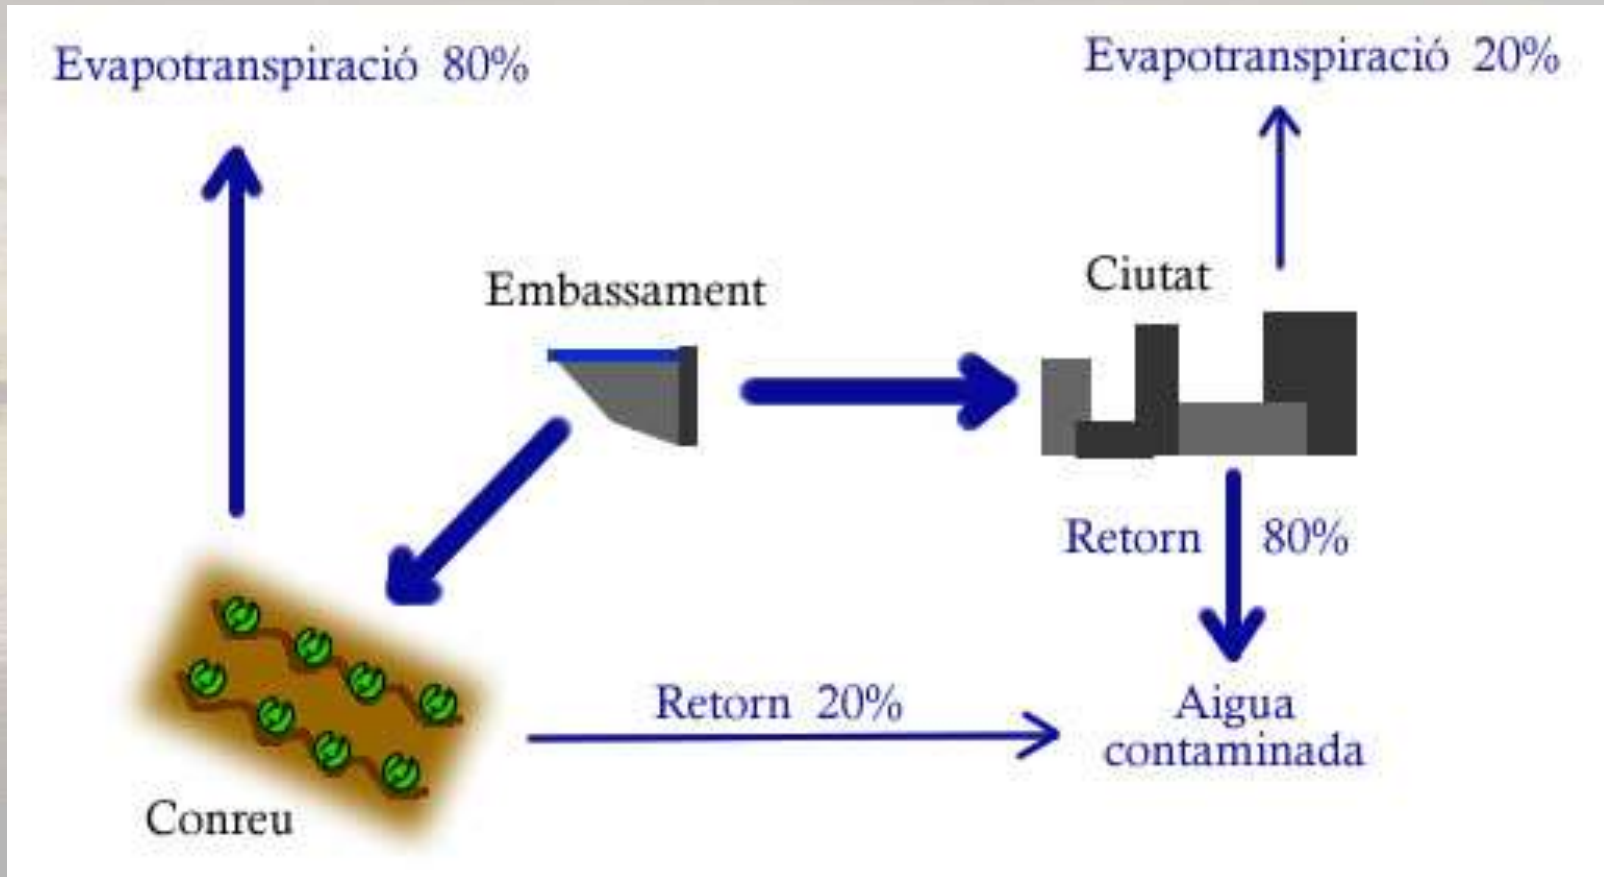 Evapotranspiració 80%
Evapotranspiració 20%
Embassament
Ciutat
Retorn 80%
Retorn 20%
Aigua
contaminada
Conreu